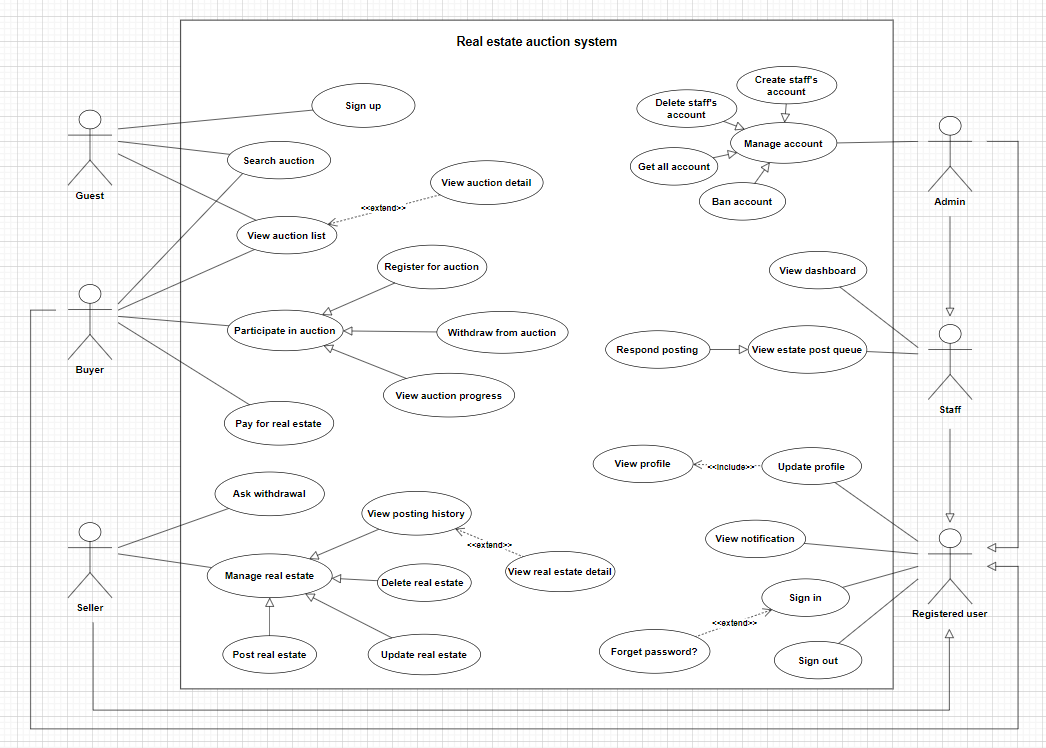 Real estate auction system
Sign up
Search auction
View auction detail
<<extend>>
View auction list
Register for auction
Participate in auction
Withdraw from auction
View auction progress
Pay for real estate
Ask withdrawal
View posting history
<<extend>>
View real estate detail
Manage real estate
Delete real estate
Post real estate
Update real estate
Guest
Buyer
Seller
Create staff's
account
Delete staff's
account
Manage account
Get all account
Ban account
View dashboard
Respond posting
View estate post queue
View profile
<<include>>
Update profile
View notification
Sign in
<<extend>>
Forget password?
Sign out
Admin
Staff
Registered user